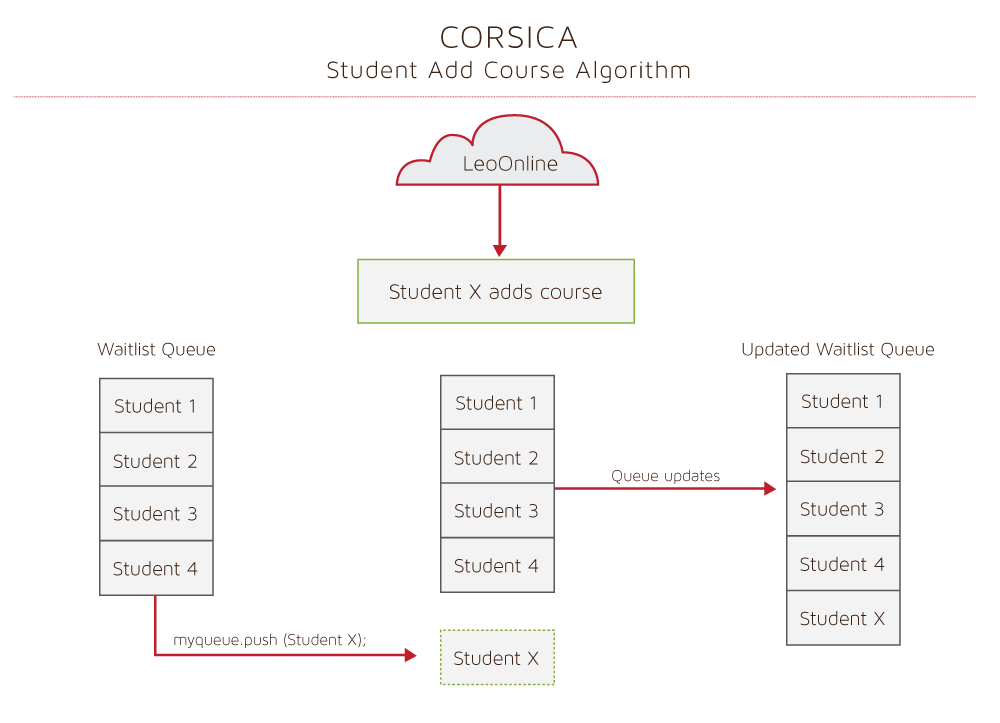 CORSICA
Student Add Course Algorithm
LeoOnline
Student X adds course
Waitlist Queue
Student 1
Student 2
Student 3
Student 4
myqueue.push (Student X);
Student 1
Student 2
Student 3
Student 4
Student X
Queue updates
Updated Waitlist Queue
Student 1
Student 2
Student 3
Student 4
Student X